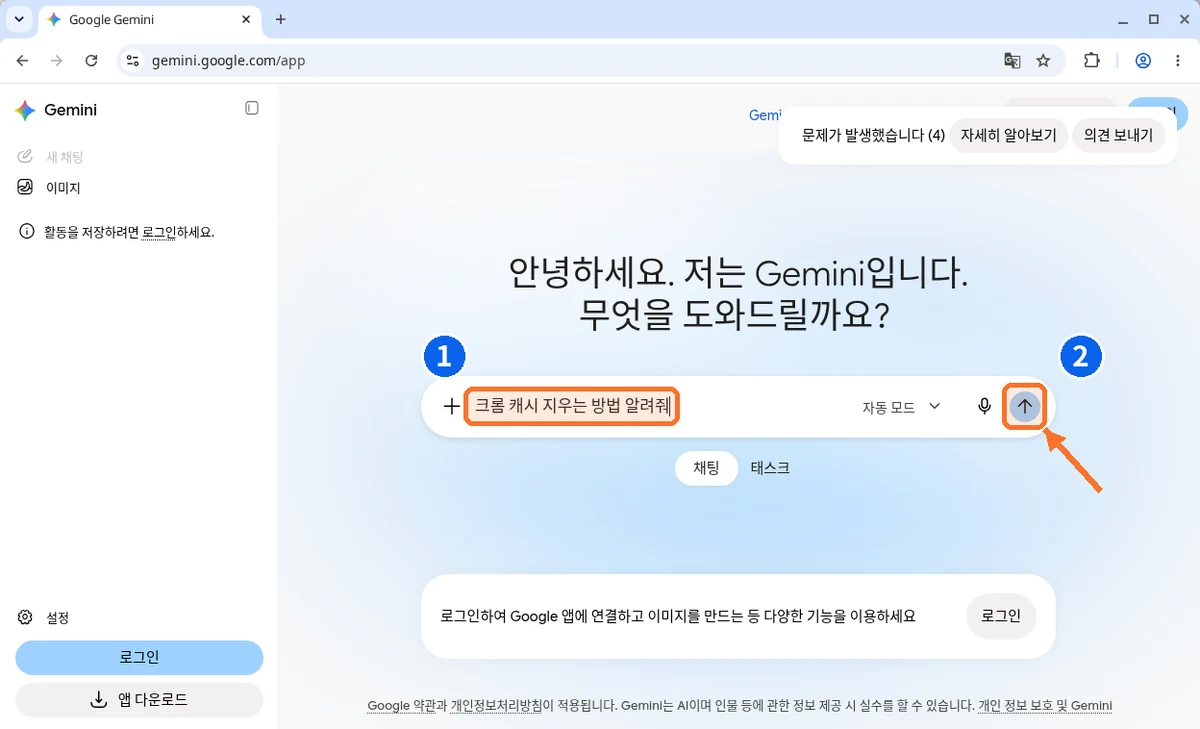 Google Gemini
gemini.google.com/app
Gemini
새 채팅
이미지
활동을 저장하려면 로그인하세요.
문제가 발생했습니다 (4) 자세히 알아보기 의견 보내기
안녕하세요. 저는 Gemini입니다.
무엇을 도와드릴까요?
1
2
크롬 캐시 지우는 방법 알려줘
자동 모드
채팅 태스크
로그인하여 Google 앱에 연결하고 이미지를 만드는 등 다양한 기능을 이용하세요 로그인
설정
로그인
앱 다운로드
Google 약관과 개인정보처리방침이 적용됩니다. Gemini는 AI이며 인물 등에 관한 정보 제공 시 실수를 할 수 있습니다. 개인 정보 보호 및 Gemini